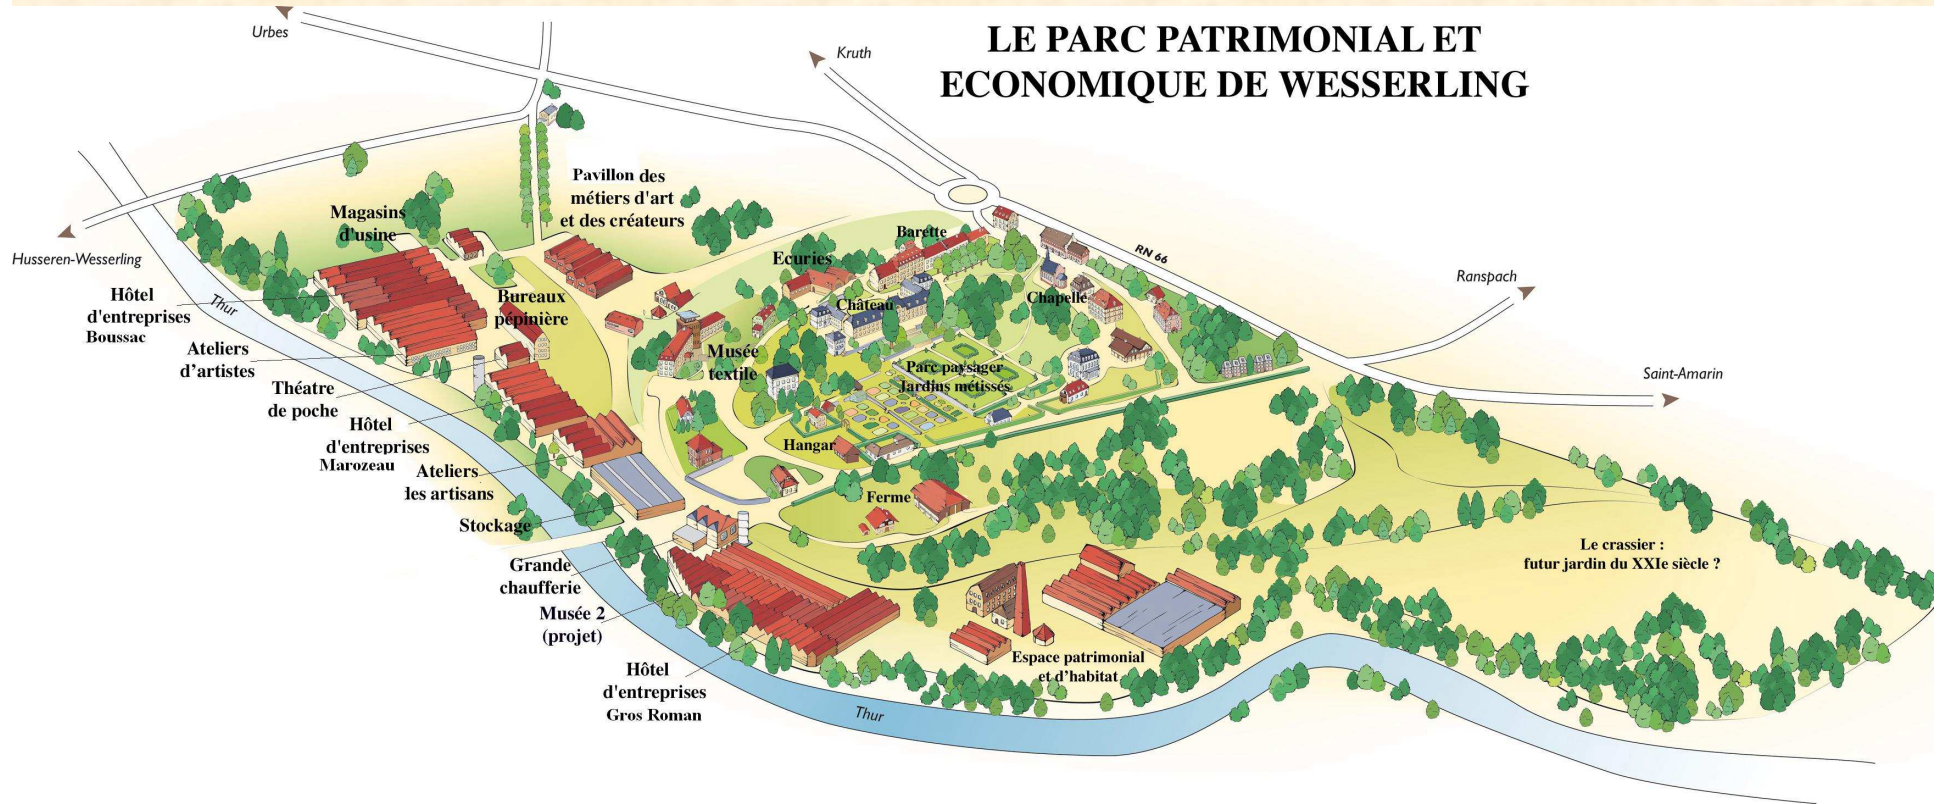 LE PARC PATRIMONIAL ET
ECONOMIQUE DE WESSERLING
Urbes
Kruth
Husseren-Wesserling
Thur
Pavillon des
métiers d'art
et des créateurs
Magasins
d'usine
Hôtel
d'entreprises
Boussac
Bureaux
pépinière
Ateliers
d'artistes
Théatre
de poche
Hôtel
d'entreprises
Marozeau
Ateliers
des artisans
Stockage
Grande
chaufferie
Musée 2
(projet)
Hôtel
d'entreprises
Gros Roman
Ecuries
Barette
Château
Chapelle
Musée
textile
Parc paysager
Jardins métissés
Hangar
Ferme
RN 66
Ranspach
Saint-Amarin
Le crassier :
futur jardin du XXIe siècle ?
Espace patrimonial
et d'habitat
Thur